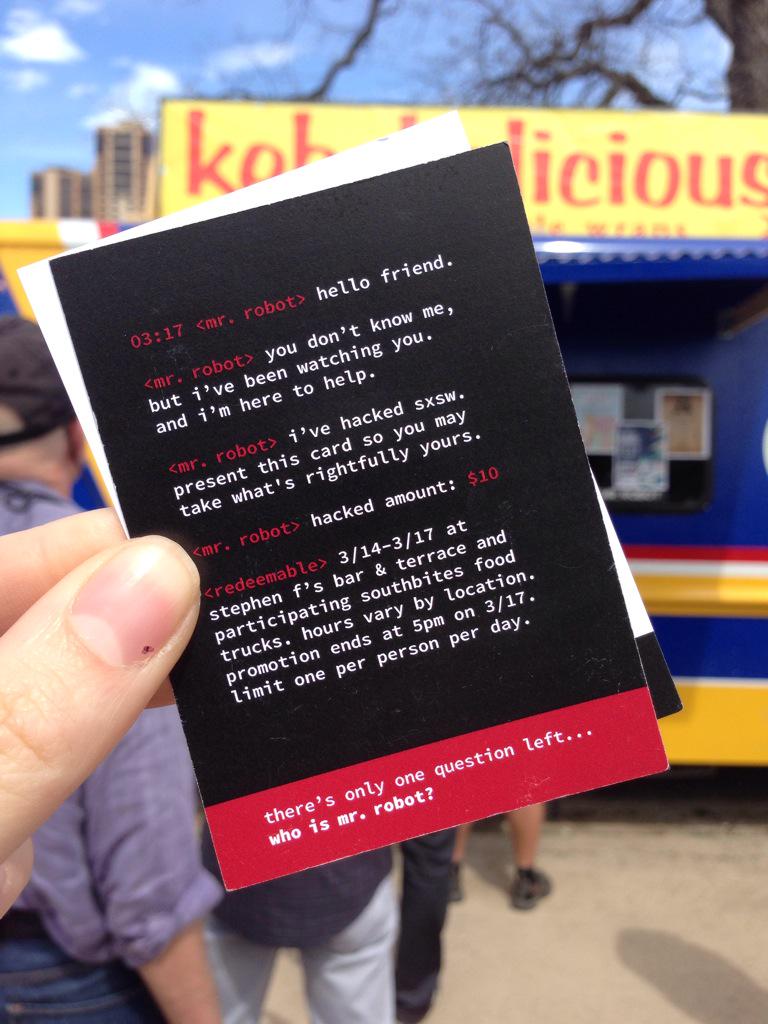 licious
03:17 <mr. robot> hello friend.
<mr. robot> you don't know me,
but i've been watching you.
and i'm here to help.
<mr. robot> i've hacked sxsw.
present this card so you may
take what's rightfully yours.
<mr. robot> hacked amount: $10
<redeemable> 3/14–3/17 at
stephen f's bar & terrace and
participating southbites food
trucks. hours vary by location.
promotion ends at 5pm on 3/17.
limit one per person per day.
there's only one question left...
who is mr. robot?